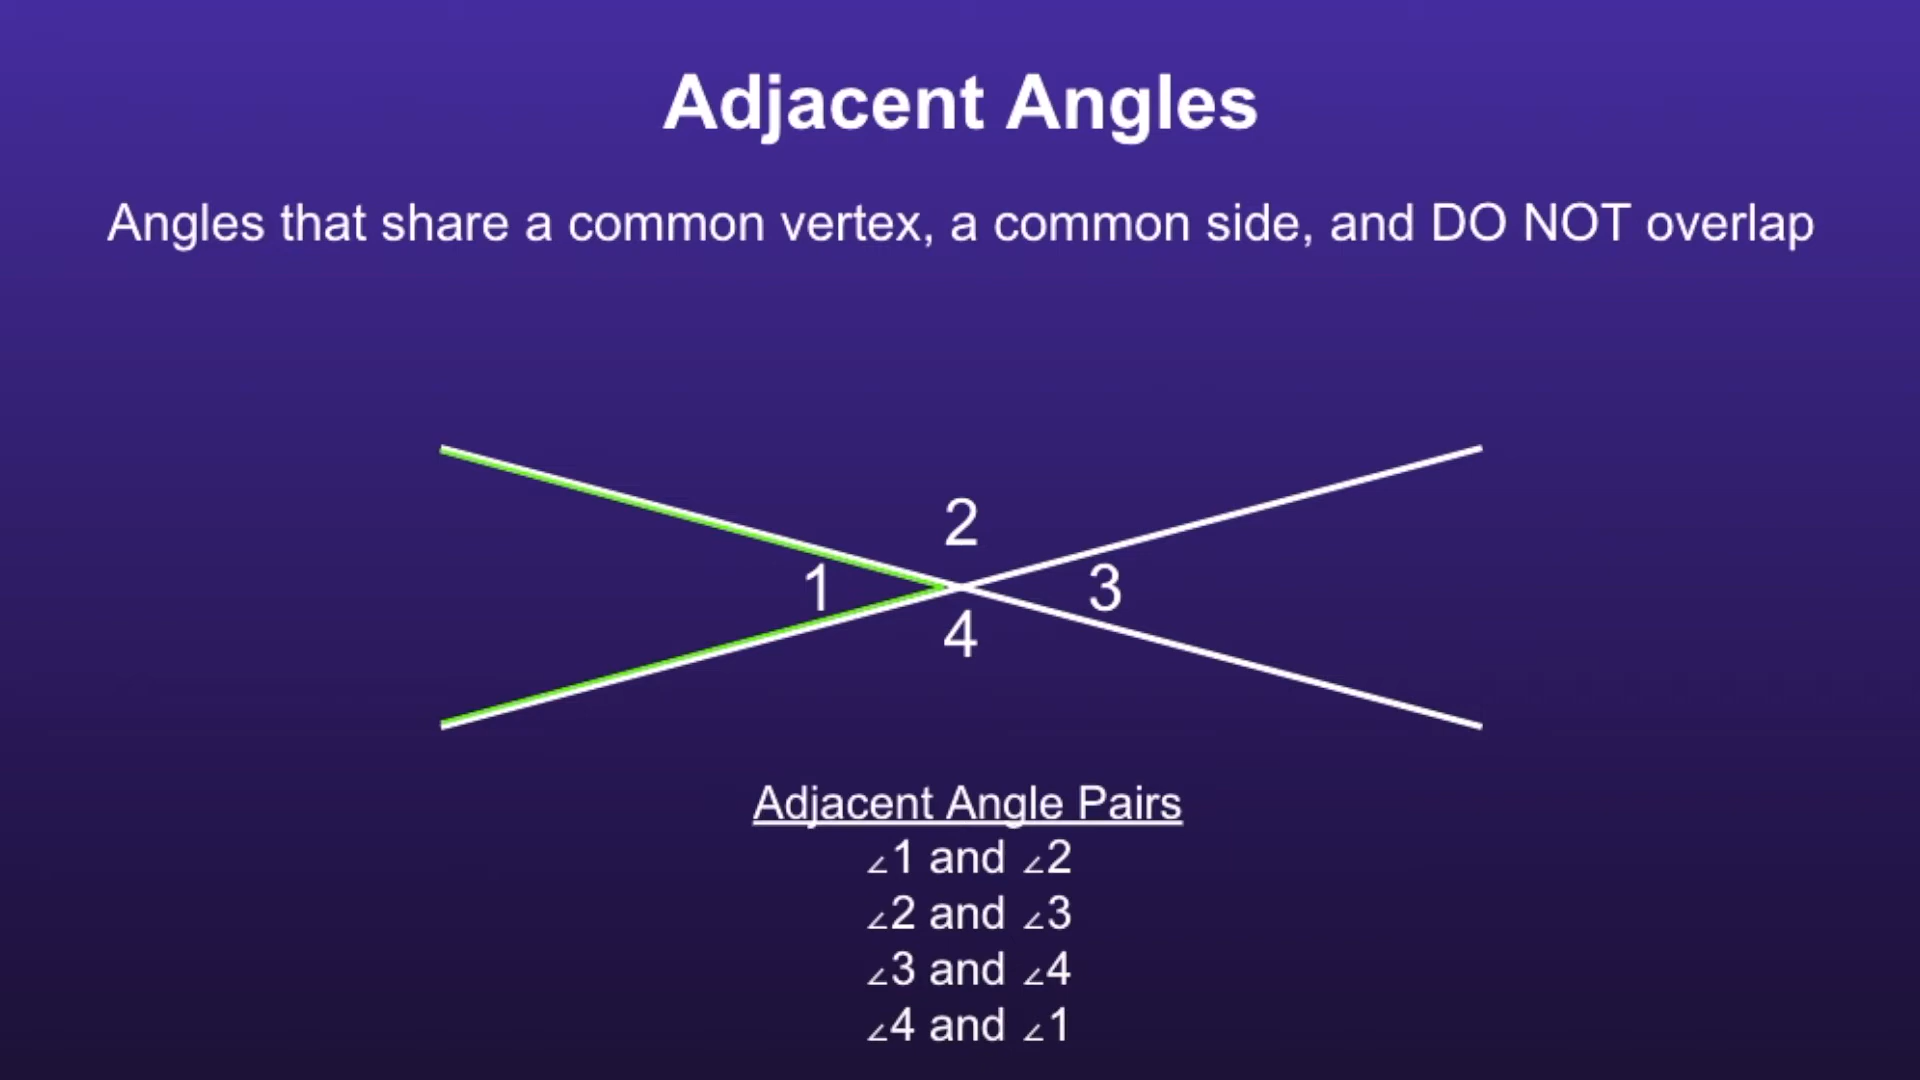 Adjacent Angles
Angles that share a common vertex, a common side, and DO NOT overlap
2
1
3
4
Adjacent Angle Pairs
∠1 and ∠2
∠2 and ∠3
∠3 and ∠4
∠4 and ∠1